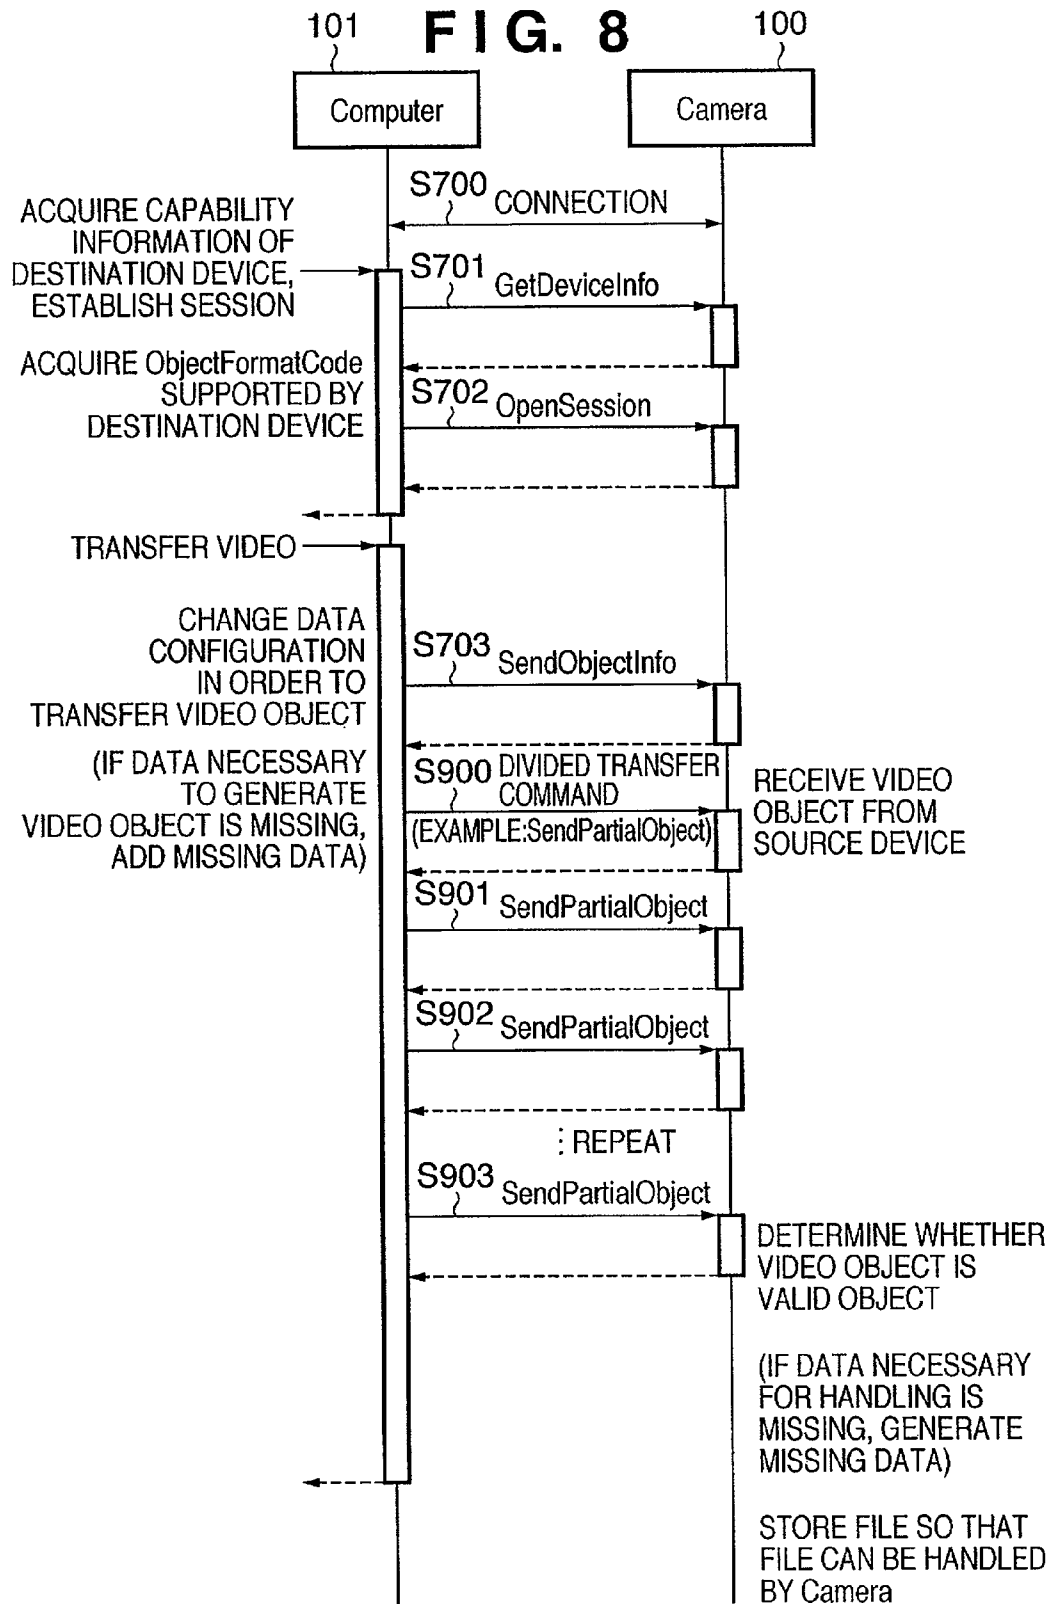 101
FIG. 8
100
Computer
Camera
S700
CONNECTION
ACQUIRE CAPABILITY
INFORMATION OF
DESTINATION DEVICE,
ESTABLISH SESSION
S701
GetDeviceInfo
ACQUIRE ObjectFormatCode
SUPPORTED BY
DESTINATION DEVICE
S702
OpenSession
TRANSFER VIDEO
CHANGE DATA
CONFIGURATION
IN ORDER TO
TRANSFER VIDEO OBJECT
S703
SendObjectInfo
(IF DATA NECESSARY
TO GENERATE
VIDEO OBJECT IS MISSING,
ADD MISSING DATA)
S900
DIVIDED TRANSFER
COMMAND
(EXAMPLE:SendPartialObject)
RECEIVE VIDEO
OBJECT FROM
SOURCE DEVICE
S901
SendPartialObject
S902
SendPartialObject
REPEAT
S903
SendPartialObject
DETERMINE WHETHER
VIDEO OBJECT IS
VALID OBJECT
(IF DATA NECESSARY
FOR HANDLING IS
MISSING, GENERATE
MISSING DATA)
STORE FILE SO THAT
FILE CAN BE HANDLED
BY Camera